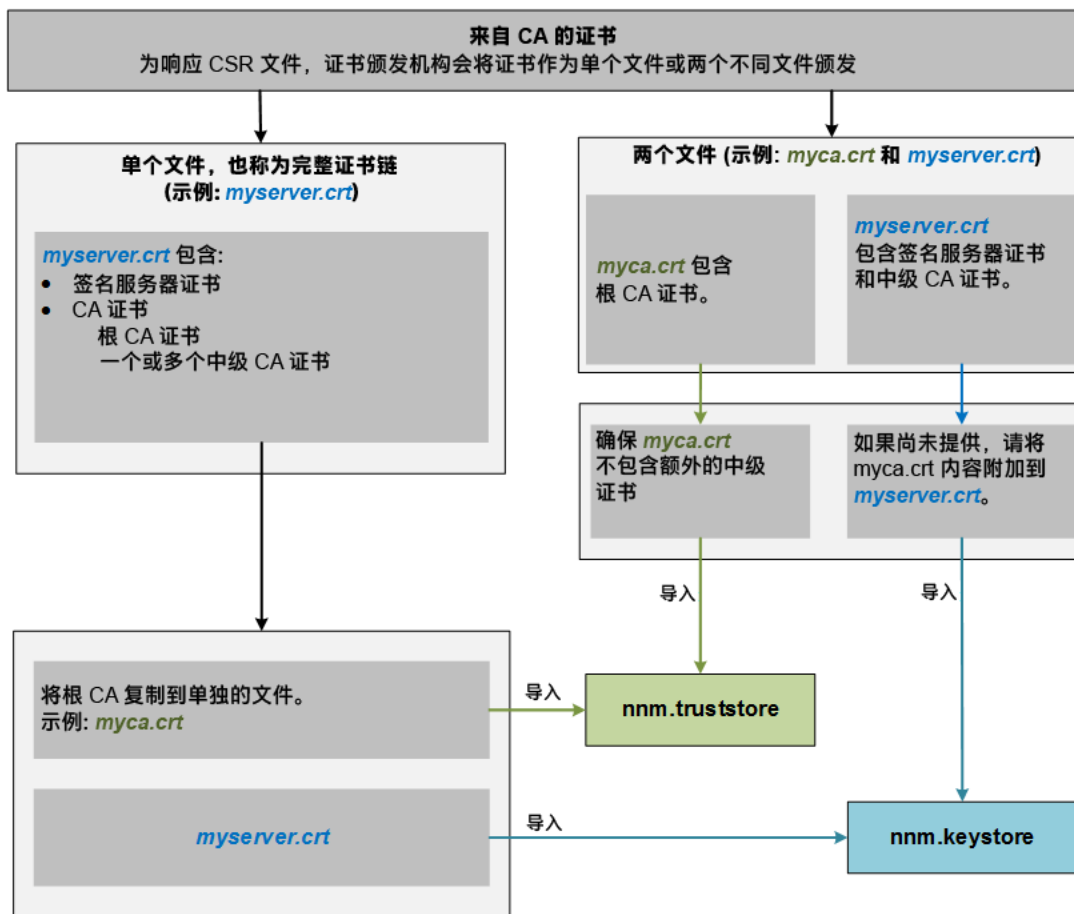 来自 CA 的证书
为响应 CSR 文件，证书颁发机构会将证书作为单个文件或两个不同文件颁发
单个文件，也称为完整证书链
(示例: myserver.crt)
myserver.crt 包含:
• 签名服务器证书
• CA 证书
根 CA 证书
一个或多个中级 CA 证书
两个文件 (示例: myca.crt 和 myserver.crt)
myca.crt 包含
根 CA 证书。
myserver.crt
包含签名服务器证书
和中级 CA 证书。
确保 myca.crt
不包含额外的中级
证书
如果尚未提供，请将
myca.crt 内容附加到
myserver.crt。
导入
导入
将根 CA 复制到单独的文件。
示例: myca.crt
导入
nnm.truststore
myserver.crt
导入
nnm.keystore